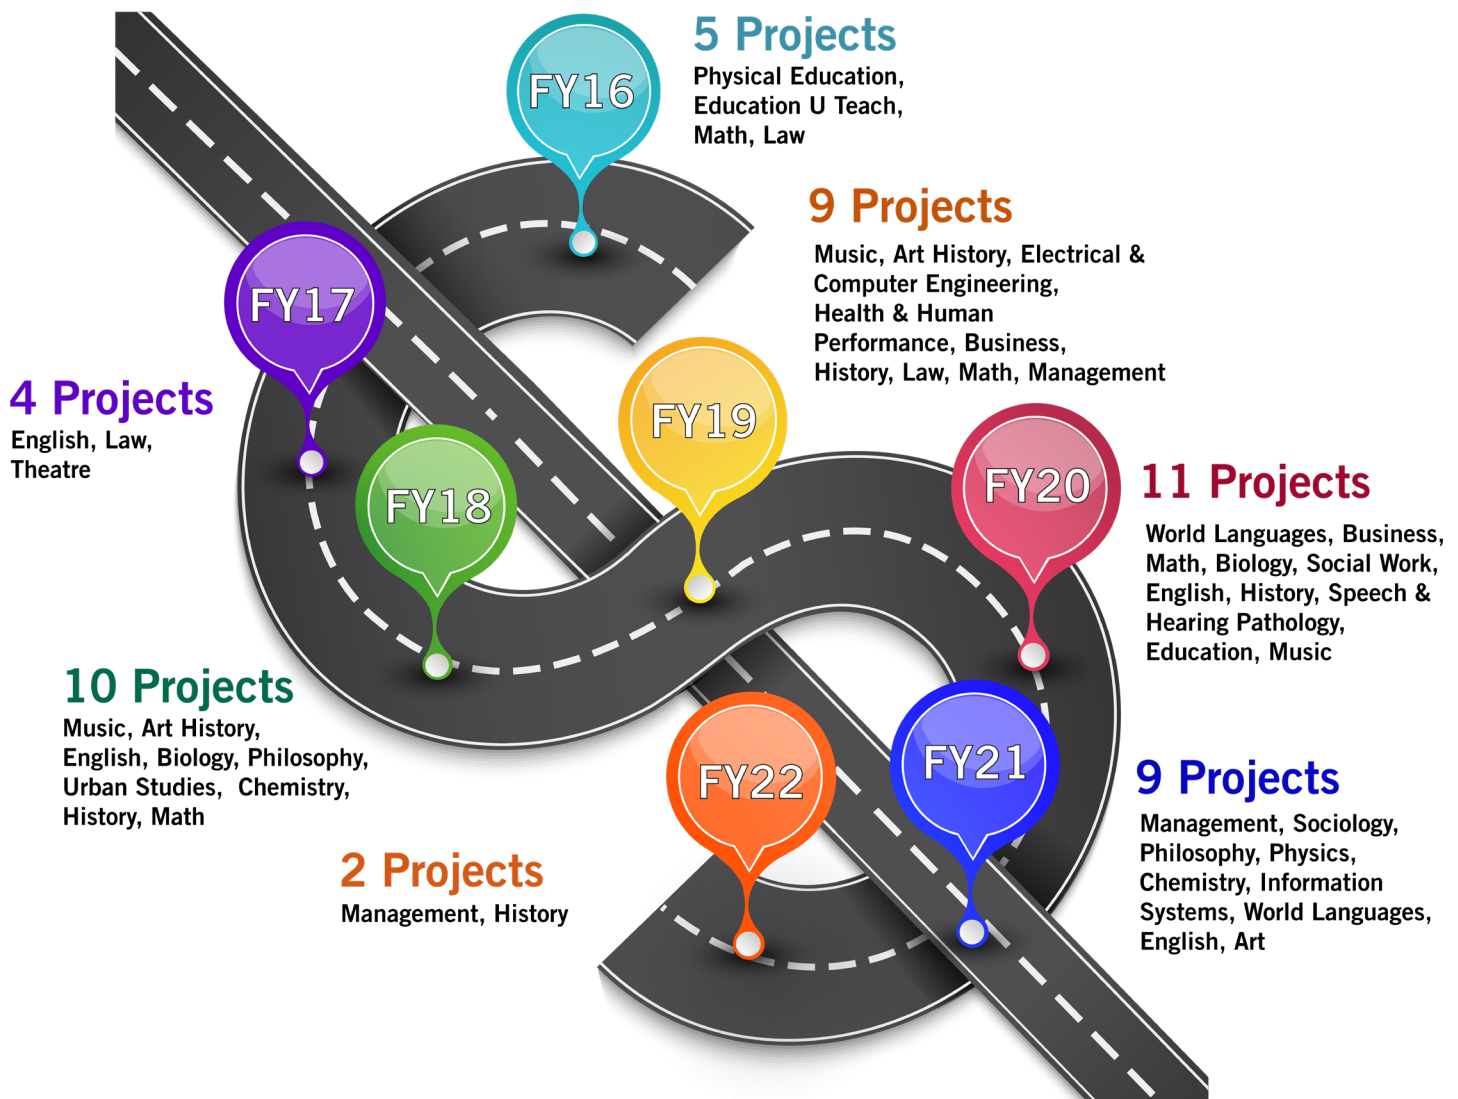 FY16
5 Projects
Physical Education,
Education U Teach,
Math, Law
FY17
4 Projects
English, Law,
Theatre
FY18
10 Projects
Music, Art History,
English, Biology, Philosophy,
Urban Studies,  Chemistry,
History, Math
FY19
9 Projects
Music, Art History, Electrical &
Computer Engineering,
Health & Human
Performance, Business,
History, Law, Math, Management
FY20
11 Projects
World Languages, Business,
Math, Biology, Social Work,
English, History, Speech &
Hearing Pathology,
Education, Music
FY21
9 Projects
Management, Sociology,
Philosophy, Physics,
Chemistry, Information
Systems, World Languages,
English, Art
FY22
2 Projects
Management, History